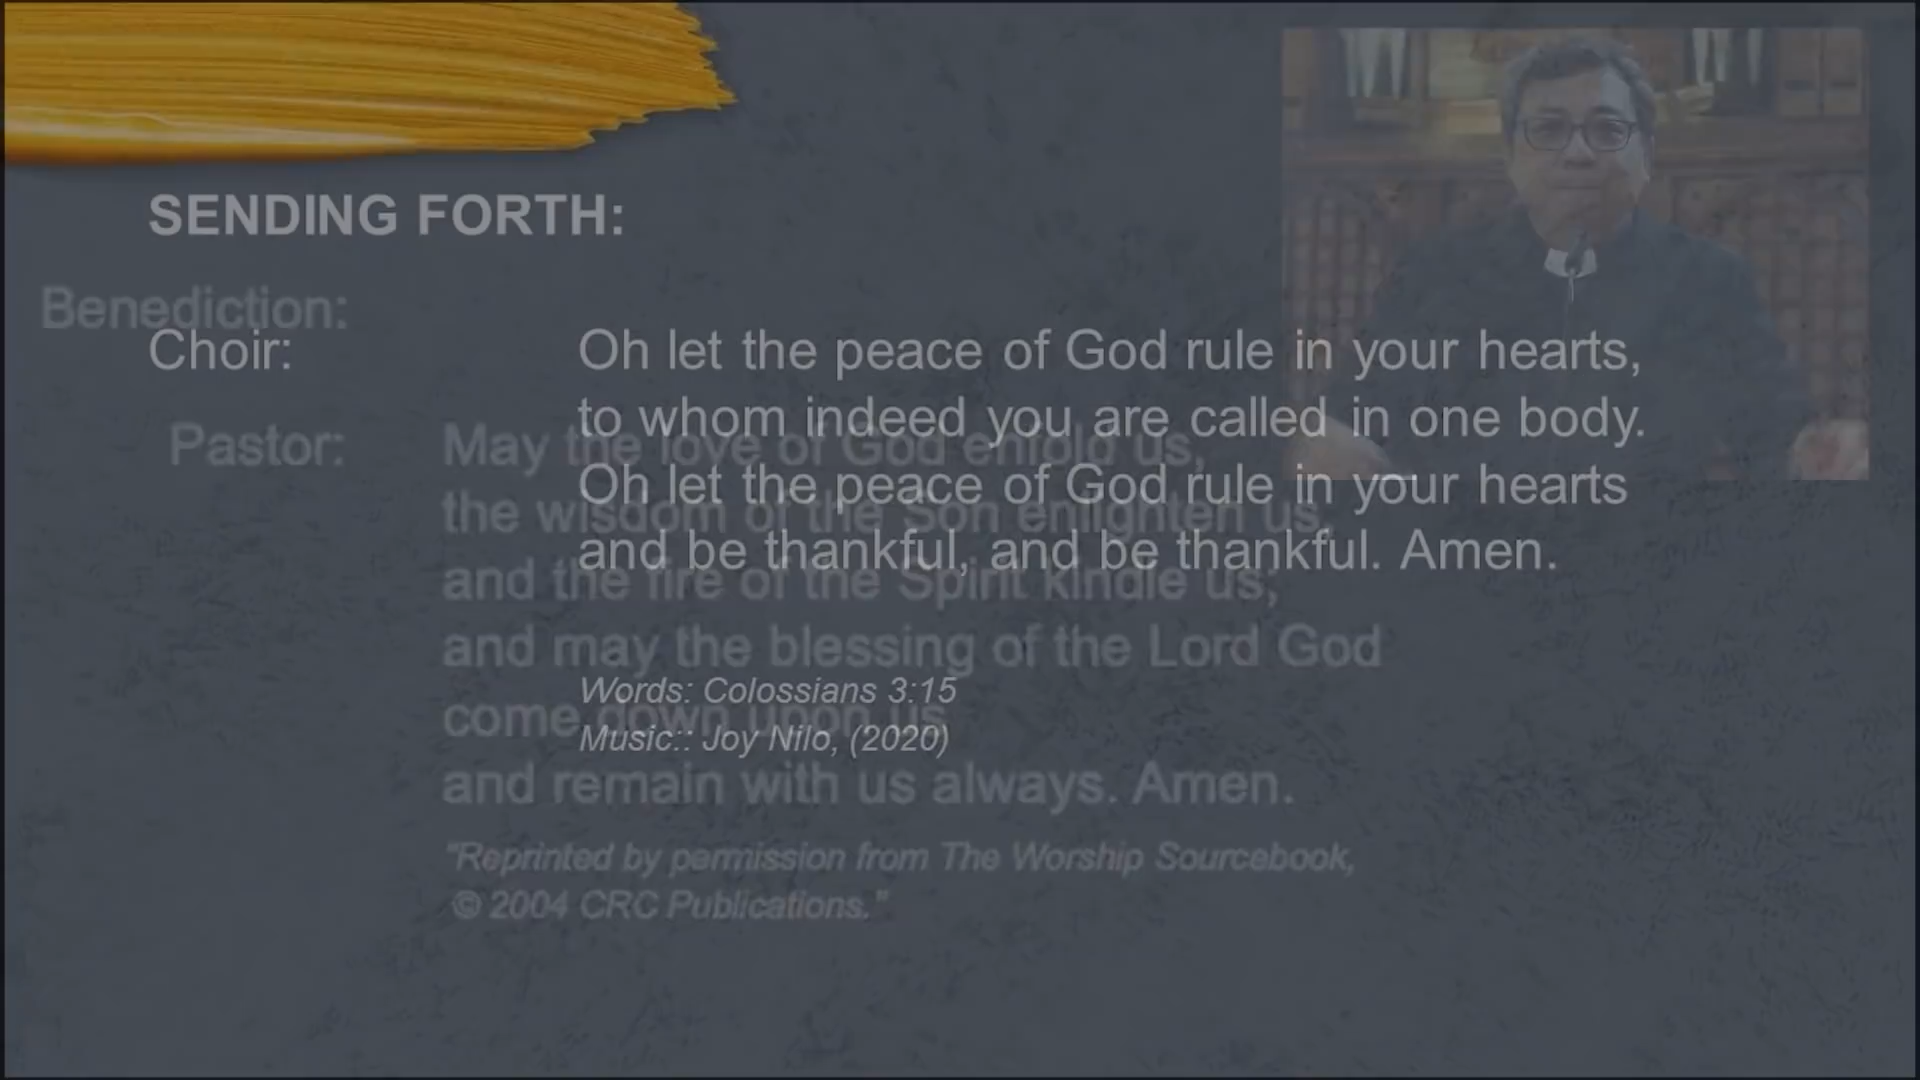 SENDING FORTH:
Benediction:
Choir: Oh let the peace of God rule in your hearts,
to whom indeed you are called in one body.
Oh let the peace of God rule in your hearts
and be thankful, and be thankful. Amen.
Words: Colossians 3:15
Music:: Joy Nilo, (2020)
Pastor: May the love of God enfold us,
the wisdom of the Son enlighten us,
and the fire of the Spirit kindle us;
and may the blessing of the Lord God
come down upon us
and remain with us always. Amen.
"Reprinted by permission from The Worship Sourcebook,
© 2004 CRC Publications."